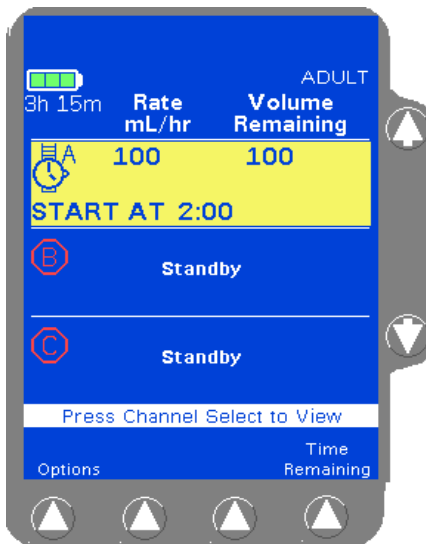 ADULT
3h 15m Rate Volume
mL/hr Remaining
A 100 100
START AT 2:00
B
Standby
C
Standby
Press Channel Select to View
Time
Options Remaining